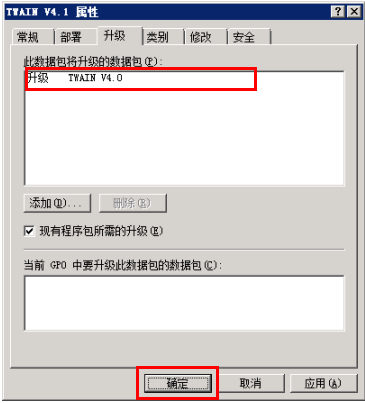 TWAIN V4.1 属性
常规 部署 升级 类别 修改 安全
此数据包将升级的数据包(P):
升级 TWAIN V4.0
添加(D)... 删除(R)
现有程序包所需的升级(E)
当前 GPO 中要升级此数据包的数据包(C):
确定 取消 应用(A)